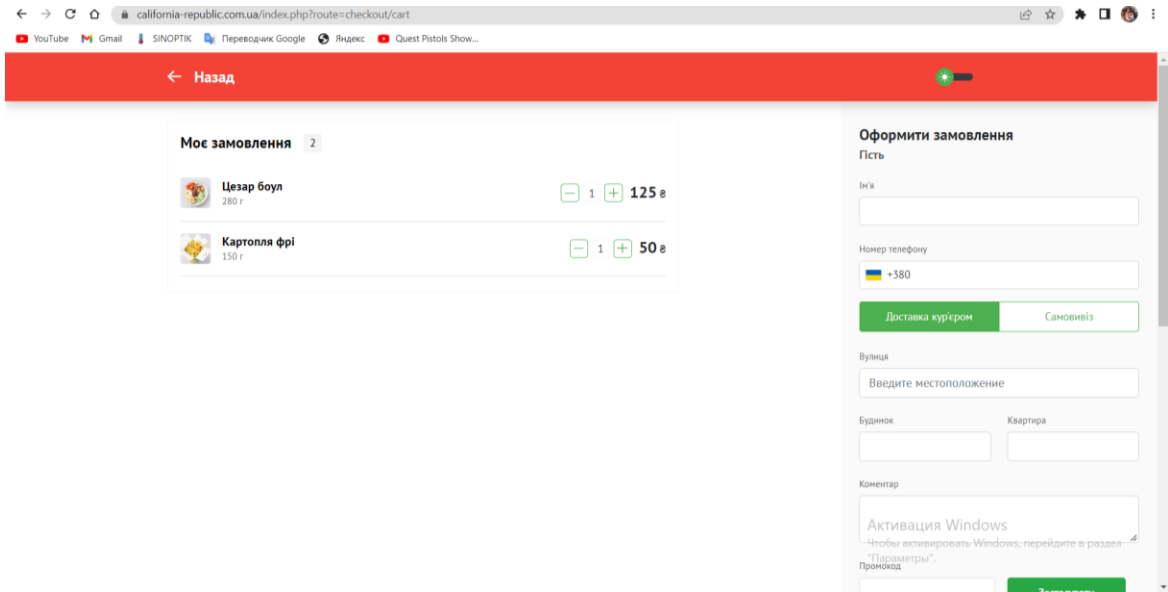 california-republic.com.ua/index.php?route=checkout/cart
YouTube Gmail SINOPTIK Переводчик Google Яндекс Quest Pistols Show...
← Назад
Моє замовлення 2
Цезар боул
280 г
1 125 ₴
Картопля фрі
150 г
1 50 ₴
Оформити замовлення
Гість
Ім'я
Номер телефону
+380
Доставка кур'єром Самовивіз
Вулиця
Введите местоположение
Будинок Квартира
Коментар
Активация Windows
Чтобы активировать Windows, перейдите в раздел
"Параметры".
Промокод